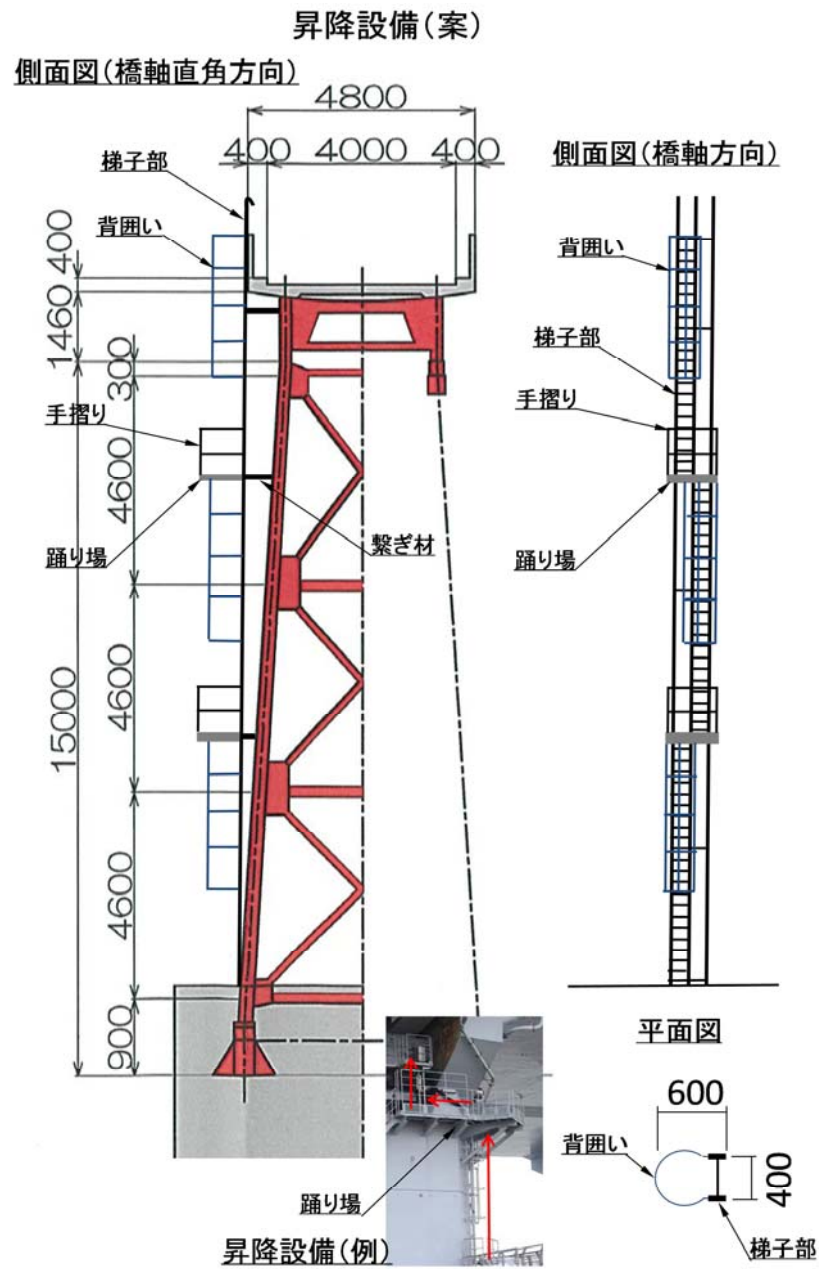 昇降設備(案)
側面図(橋軸直角方向)
4800
400 4000 400
梯子部
背囲い
400
1460
300
手摺り
4600
繋ぎ材
踊り場
4600
15000
4600
900
側面図(橋軸方向)
背囲い
梯子部
手摺り
踊り場
平面図
600
背囲い
400
梯子部
踊り場
昇降設備(例)